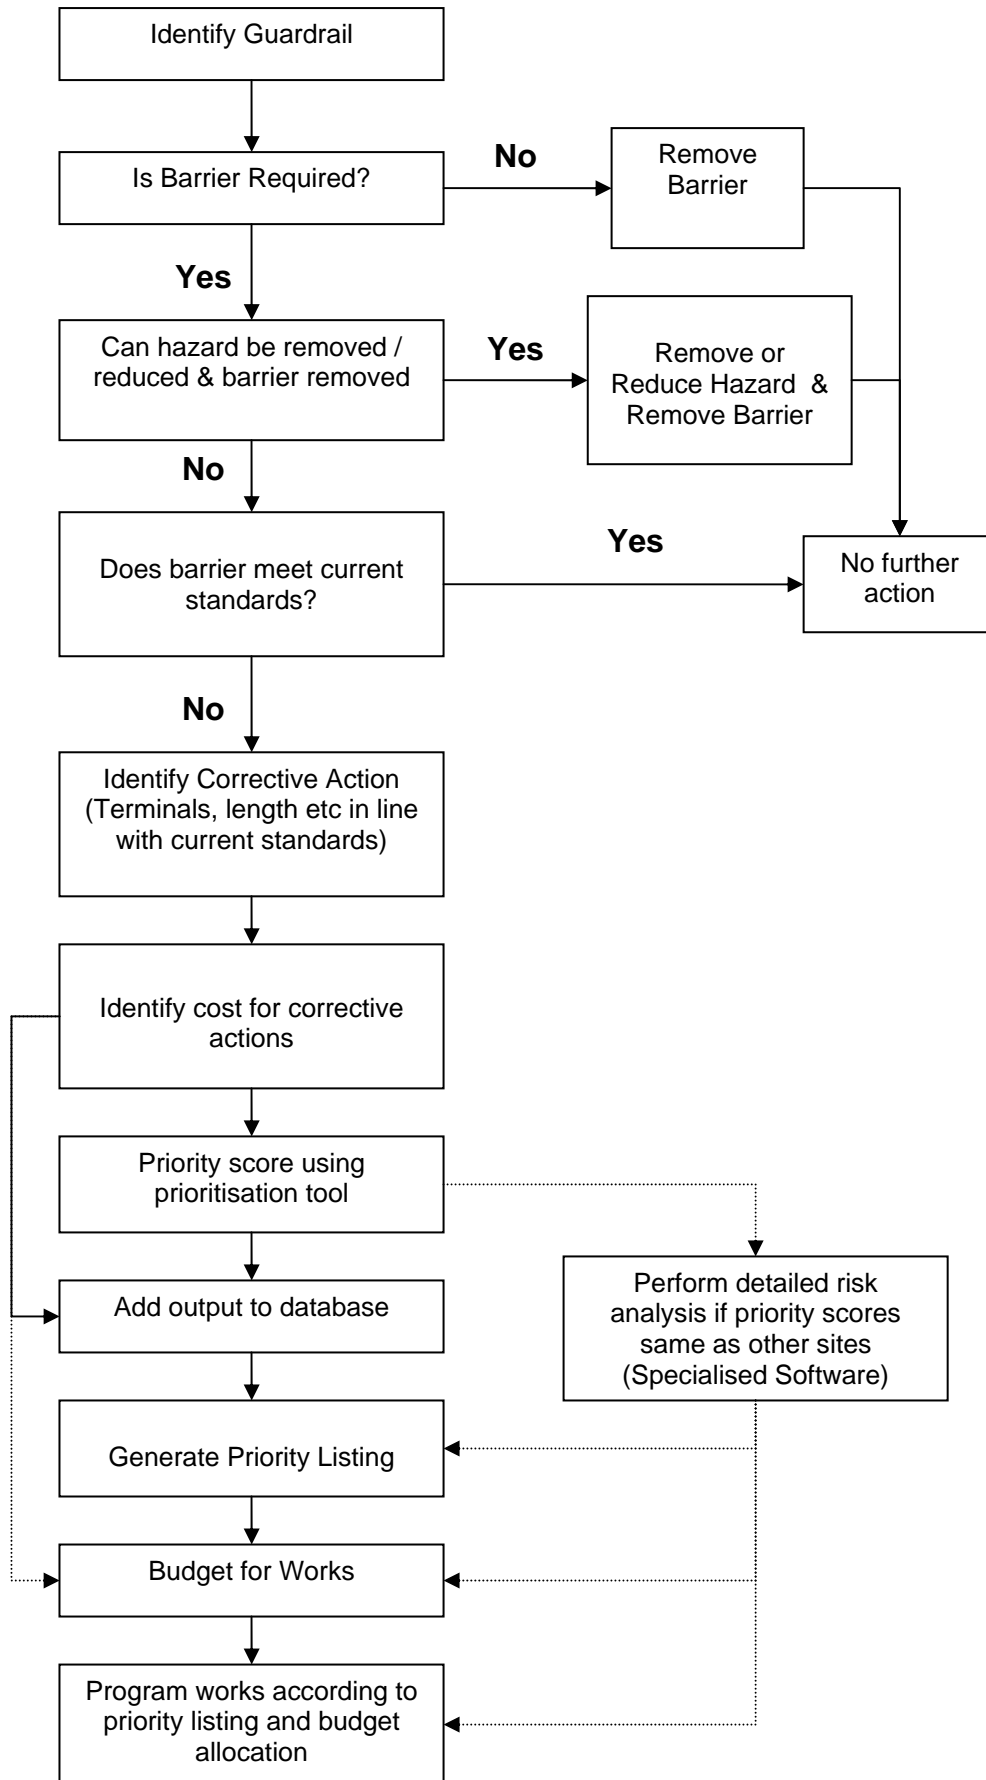 Identify Guardrail
Is Barrier Required?
No
Remove
Barrier
Yes
Can hazard be removed /
reduced & barrier removed
Yes
Remove or
Reduce Hazard  &
Remove Barrier
No
Does barrier meet current
standards?
Yes
No further
action
No
Identify Corrective Action
(Terminals, length etc in line
with current standards)
Identify cost for corrective
actions
Priority score using
prioritisation tool
Add output to database
Perform detailed risk
analysis if priority scores
same as other sites
(Specialised Software)
Generate Priority Listing
Budget for Works
Program works according to
priority listing and budget
allocation